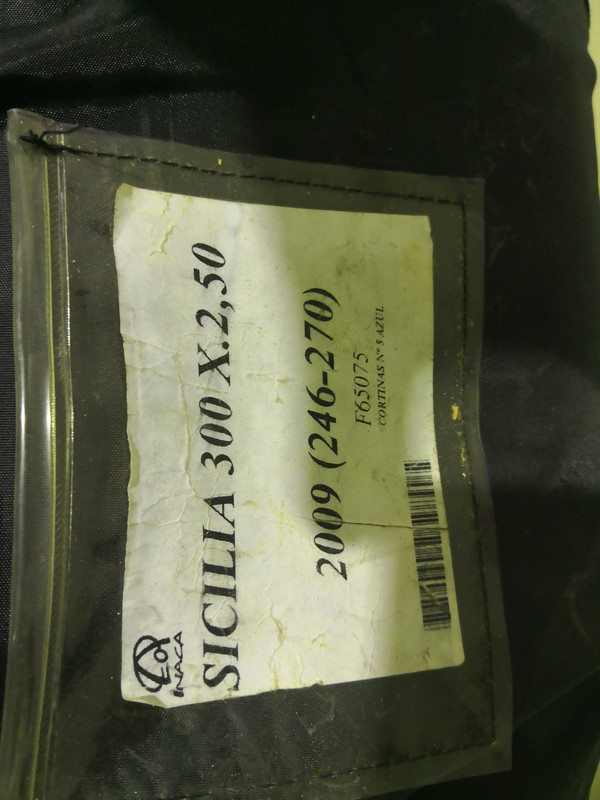 INACA
SICILIA 300 X.2,50
2009 (246-270)
F65075
CORTINAS Nº 5 AZUL